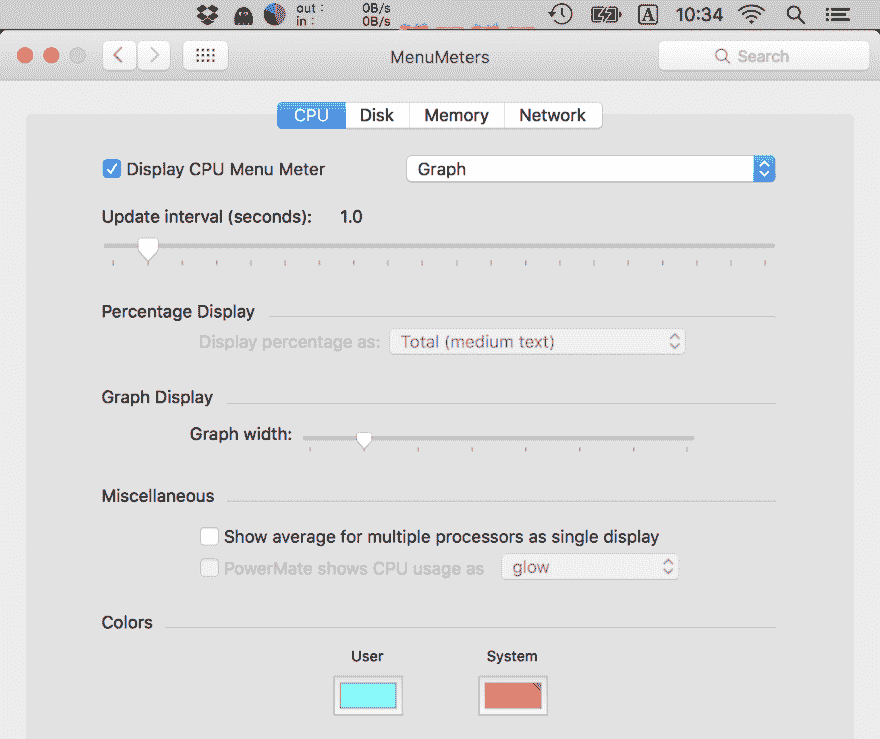 out : 0B/s
in : 0B/s
A 10:34
MenuMeters
Search
CPU Disk Memory Network
Display CPU Menu Meter Graph
Update interval (seconds): 1.0
Percentage Display
Display percentage as: Total (medium text)
Graph Display
Graph width:
Miscellaneous
Show average for multiple processors as single display
PowerMate shows CPU usage as glow
Colors
User System